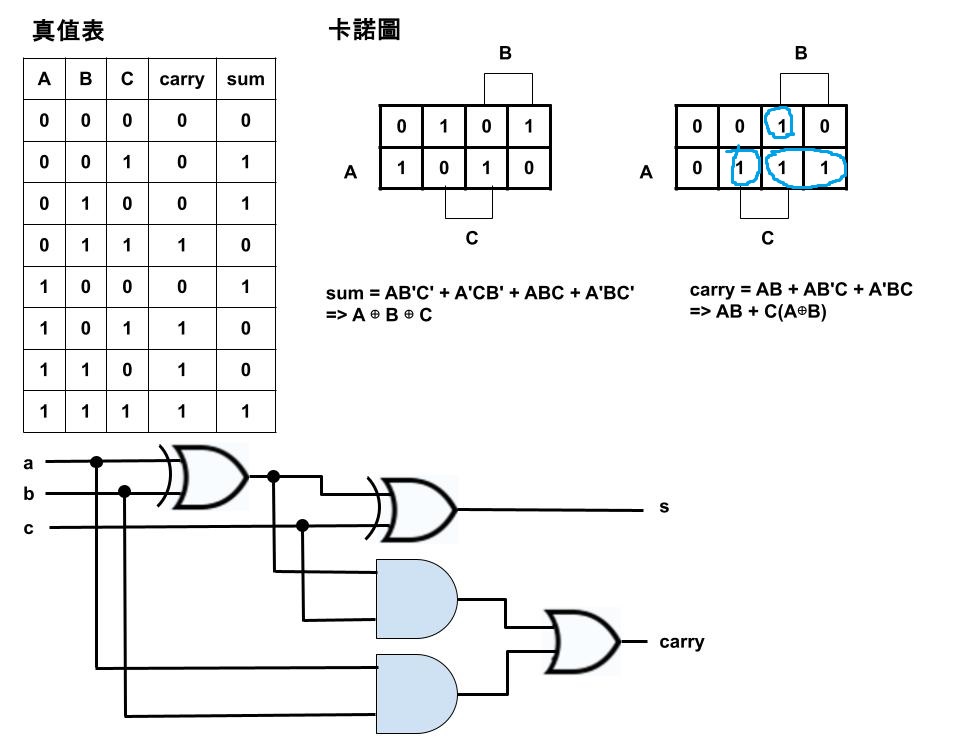 真值表
A B C carry sum
0 0 0 0 0
0 0 1 0 1
0 1 0 0 1
0 1 1 1 0
1 0 0 0 1
1 0 1 1 0
1 1 0 1 0
1 1 1 1 1
卡諾圖
B
0 1 0 1
A 1 0 1 0
C
sum = AB'C' + A'CB' + ABC + A'BC'
=> A ⊕ B ⊕ C
B
0 0 1 0
A 0 1 1 1
C
carry = AB + AB'C + A'BC
=> AB + C(A⊕B)
a
b
c
s
carry